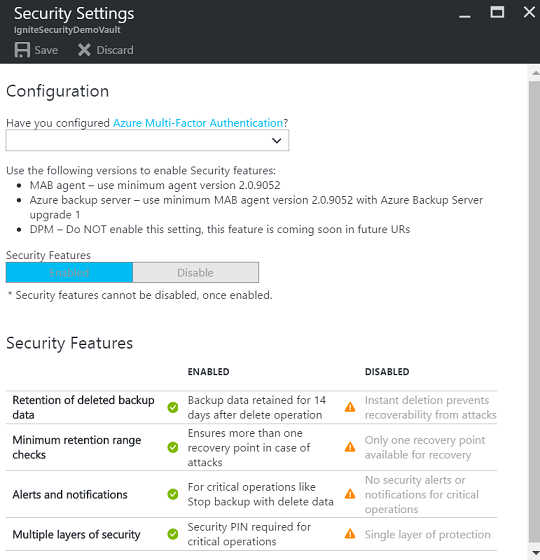 Security Settings
IgniteSecurityDemoVault
Save Discard
Configuration
Have you configured Azure Multi-Factor Authentication?
Use the following versions to enable Security features:
• MAB agent – use minimum agent version 2.0.9052
• Azure backup server – use minimum MAB agent version 2.0.9052 with Azure Backup Server
upgrade 1
• DPM – Do NOT enable this setting, this feature is coming soon in future URs
Security Features
Enabled Disable
* Security features cannot be disabled, once enabled.
Security Features
ENABLED DISABLED
Retention of deleted backup Backup data retained for 14 Instant deletion prevents
data days after delete operation recoverability from attacks
Minimum retention range Ensures more than one Only one recovery point
checks recovery point in case of available for recovery
attacks
No security alerts or
Alerts and notifications For critical operations like notifications for critical
Stop backup with delete data operations
Multiple layers of security Security PIN required for Single layer of protection
critical operations